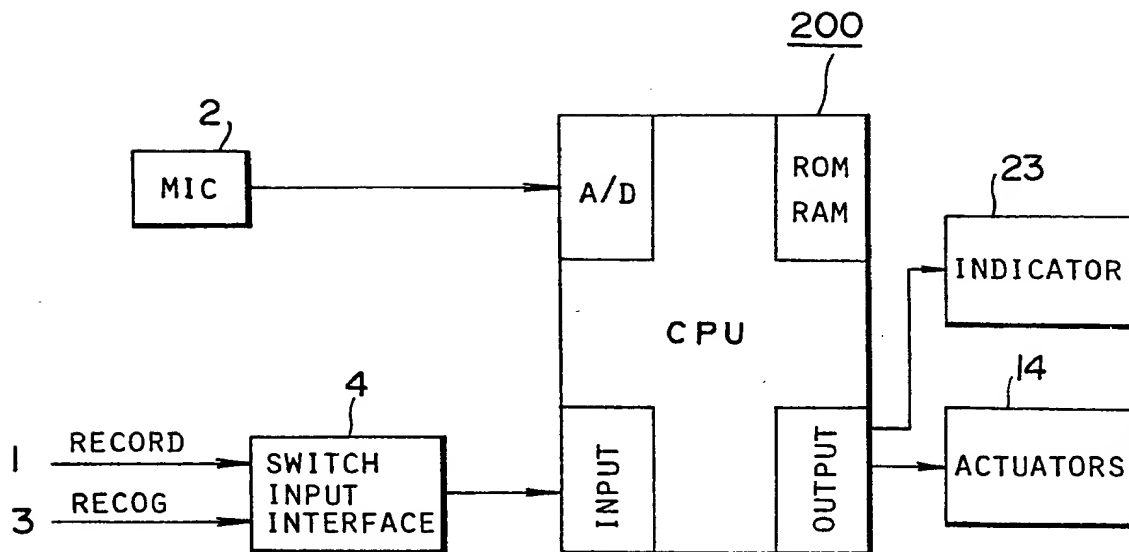 200
2
MIC
A/D
ROM
RAM
23
INDICATOR
CPU
4
14
1 RECORD
SWITCH
INPUT
INTERFACE
3 RECOG
INPUT
OUTPUT
ACTUATORS